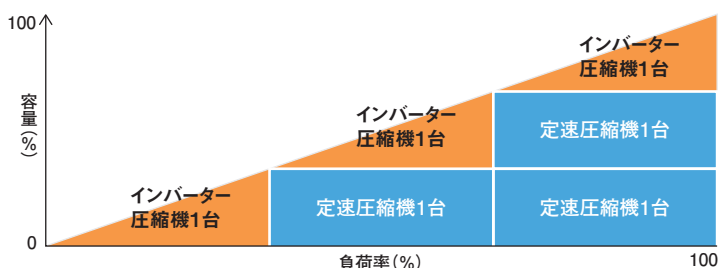 100
インバーター
圧縮機1台
インバーター
圧縮機1台
定速圧縮機1台
容量(%)
インバーター
圧縮機1台
定速圧縮機1台
定速圧縮機1台
0
負荷率(%)
100